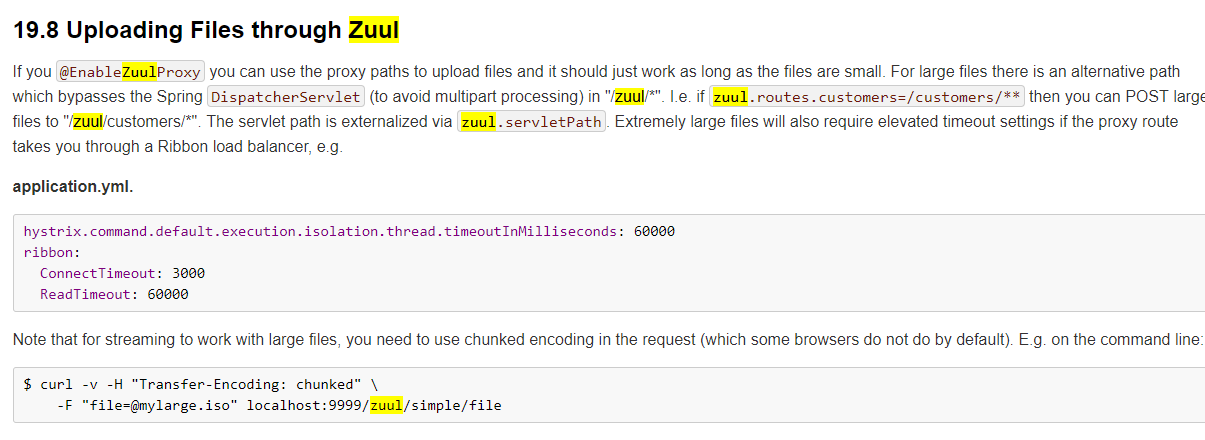 19.8 Uploading Files through Zuul
If you @EnableZuulProxy you can use the proxy paths to upload files and it should just work as long as the files are small. For large files there is an alternative path
which bypasses the Spring DispatcherServlet (to avoid multipart processing) in "/zuul/*". I.e. if zuul.routes.customers=/customers/** then you can POST large
files to "/zuul/customers/*". The servlet path is externalized via zuul.servletPath. Extremely large files will also require elevated timeout settings if the proxy route
takes you through a Ribbon load balancer, e.g.
application.yml.
hystrix.command.default.execution.isolation.thread.timeoutInMilliseconds: 60000
ribbon:
  ConnectTimeout: 3000
  ReadTimeout: 60000
Note that for streaming to work with large files, you need to use chunked encoding in the request (which some browsers do not do by default). E.g. on the command line:
$ curl -v -H "Transfer-Encoding: chunked" \
    -F "file=@mylarge.iso" localhost:9999/zuul/simple/file